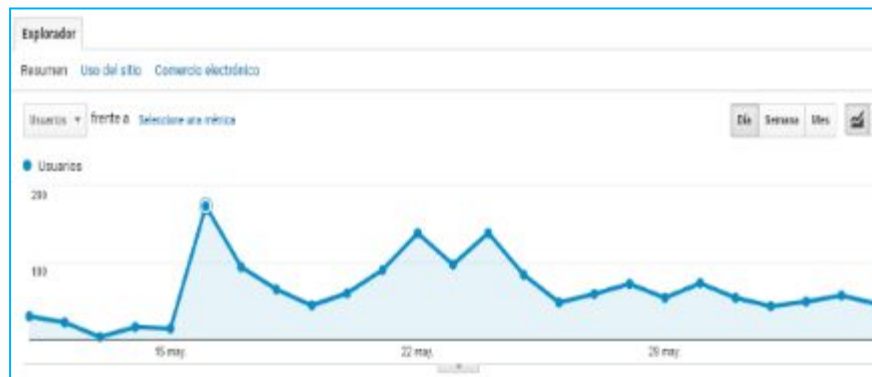 Explorador
Resumen Uso del sitio Comercio electrónico
Usuarios frente a Seleccione una métrica
Día Semana Mes
Usuarios
200
100
15 may. 22 may. 29 may.